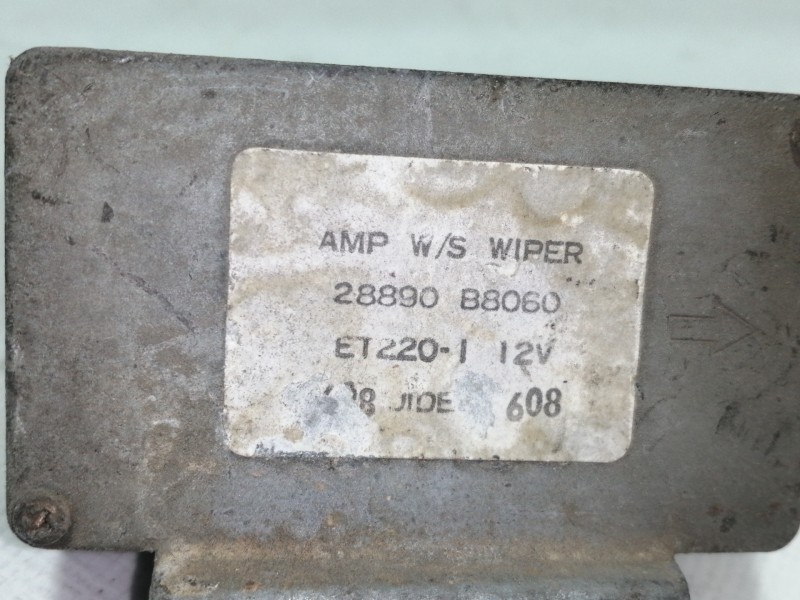 AMP W/S WIPER
28890 B8060
ET220-1 12V
JIDE 608